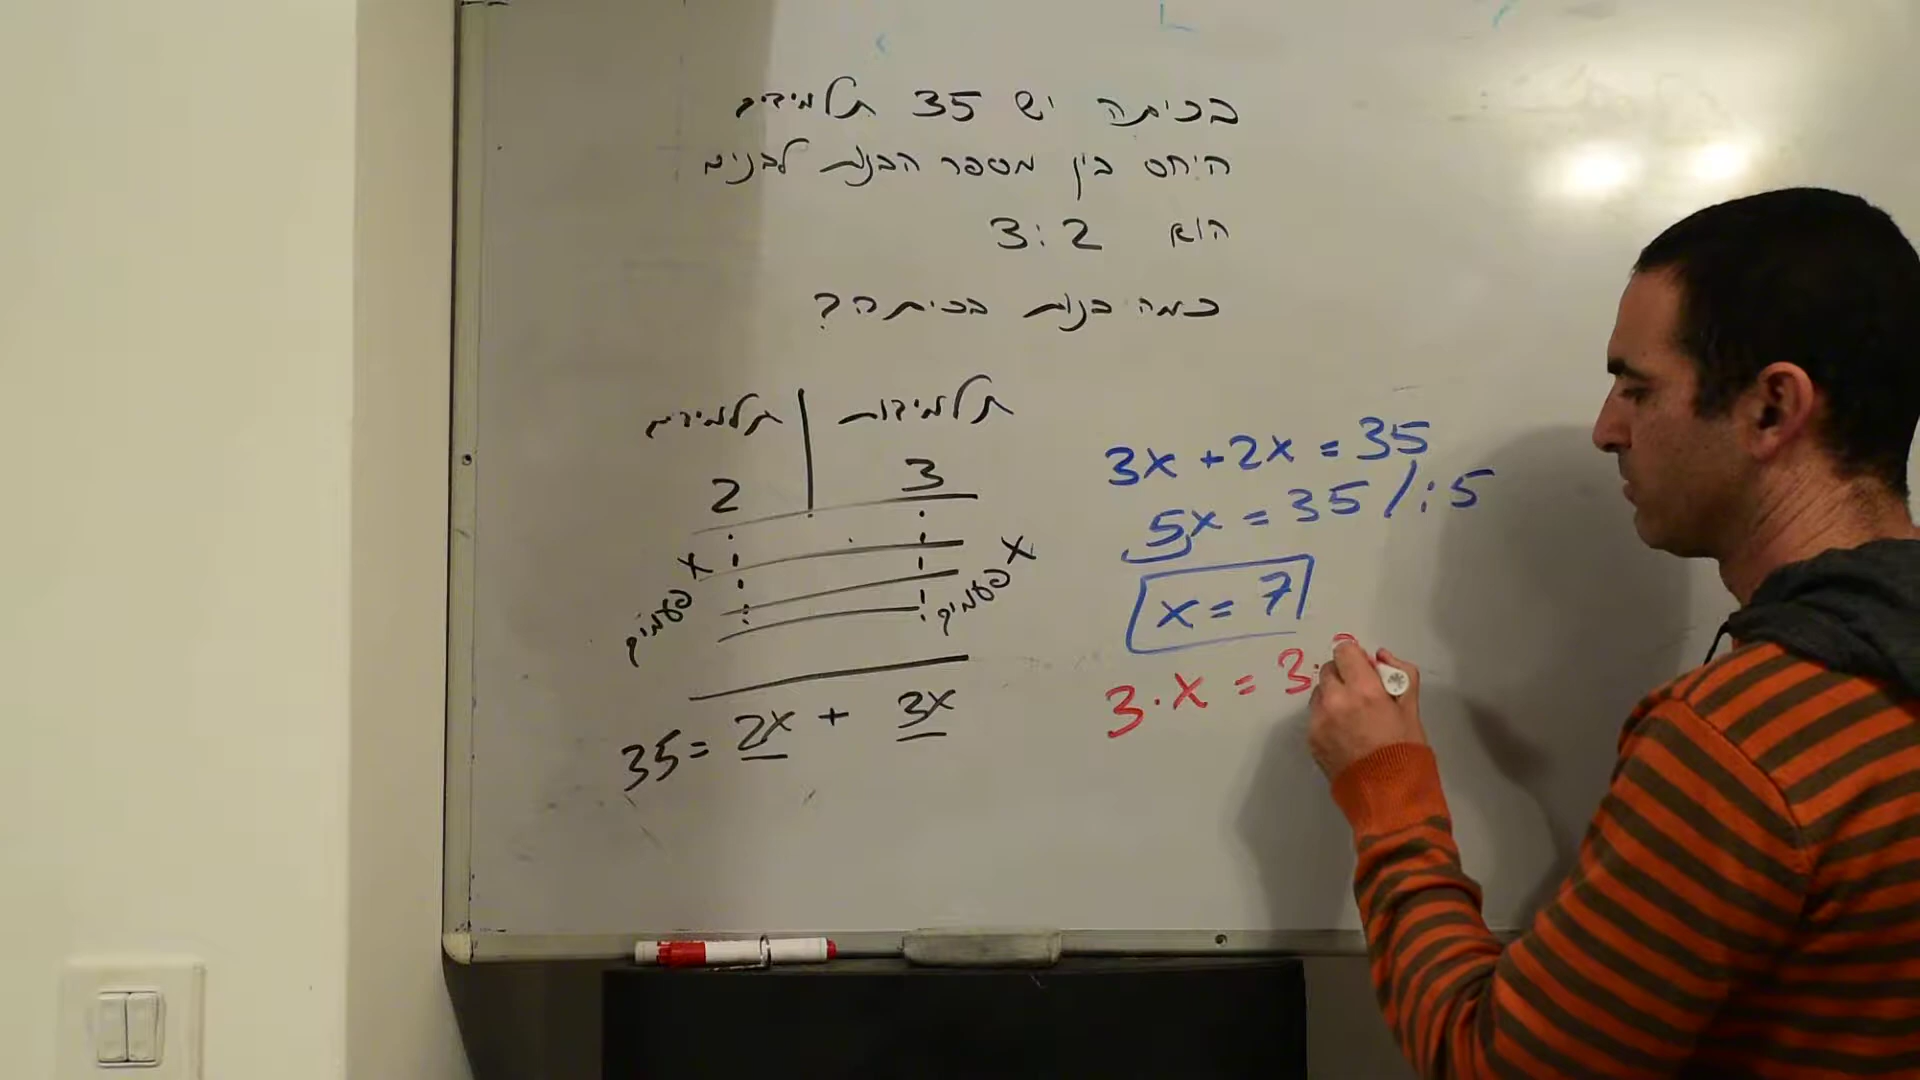 בכיתה יש 35 תלמידים
היחס בין מספר הבנות לבנים
הוא 3:2
כמה בנות בכיתה?
תלמידות תלמידים
3 2
x פעמים
x פעמים
35 = 2x + 3x
3x + 2x = 35
5x = 35 /:5
x = 7
3·x = 3·